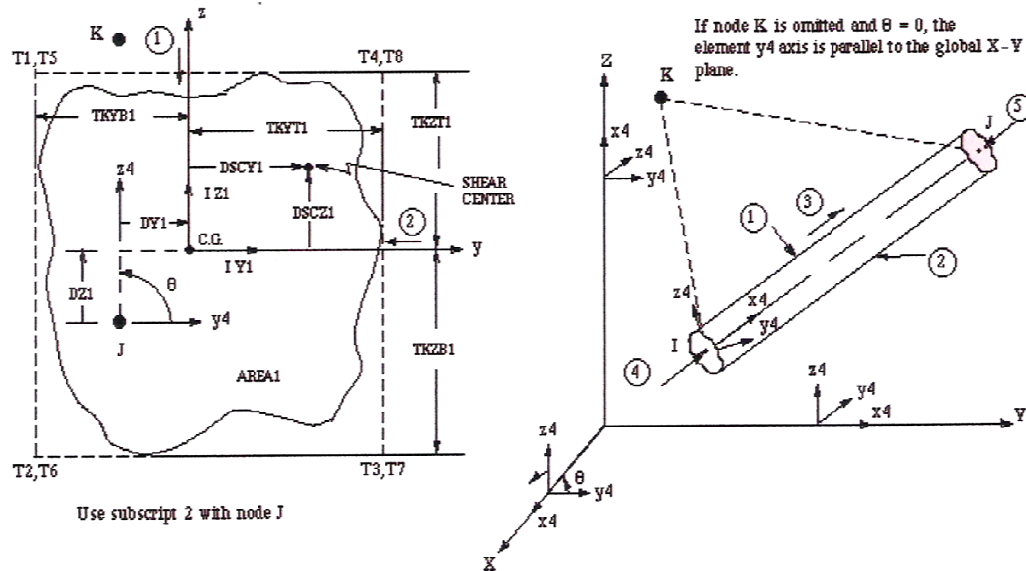 z
K
①
T1,T5
T4,T8
TKYB1
TKYT1
TKZT1
z4
DSCY1
SHEAR
CENTER
IZ1
DSCZ1
DY1
②
C.G.
y
IY1
DZ1
θ
y4
J
TKZB1
AREA1
T2,T6
T3,T7
Use subscript 2 with node J
If node K is omitted and θ = 0, the
element y4 axis is parallel to the global X-Y
plane.
Z
K
x4
z4
y4
⑤
J
③
①
②
z4
x4
y4
I
④
z4
y4
x4
Y
z4
θ
y4
x4
X